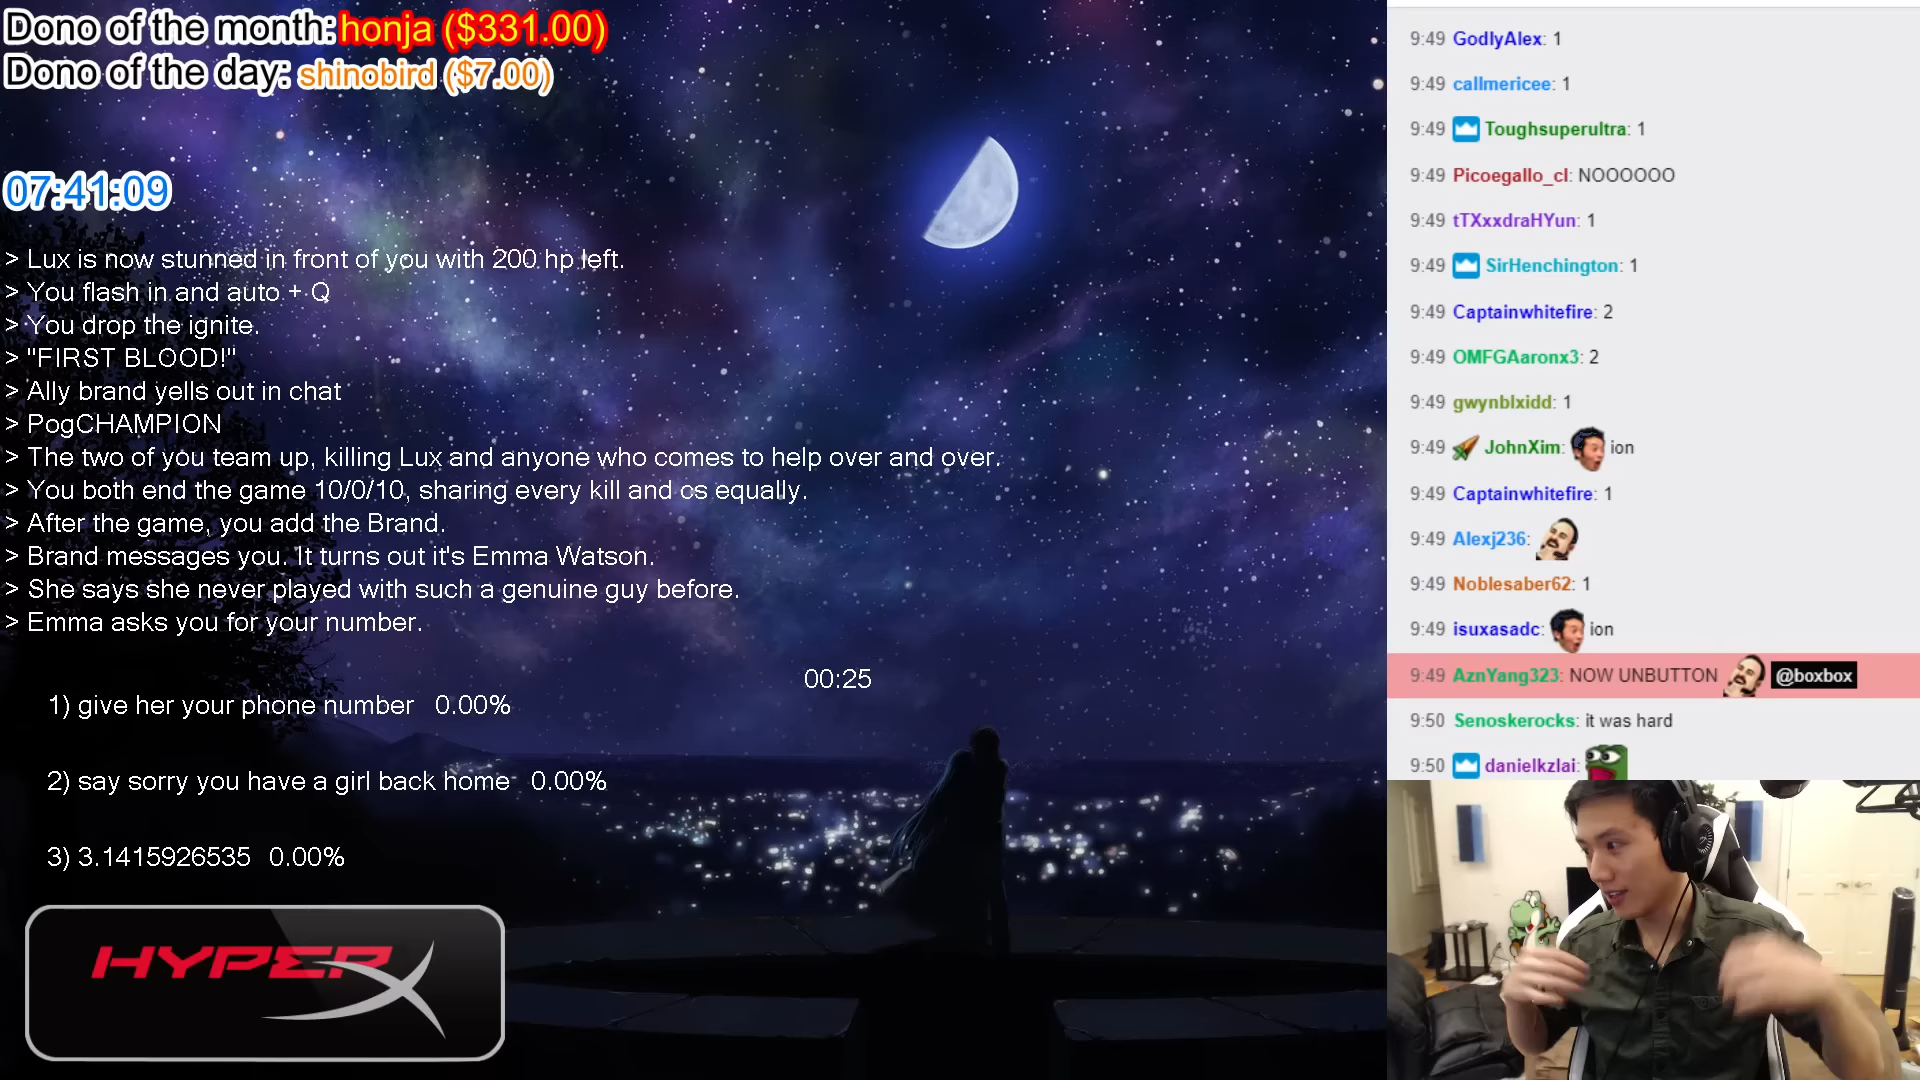 Dono of the month: honja ($331.00)
Dono of the day: shinobird ($7.00)
07:41:09
> Lux is now stunned in front of you with 200 hp left.
> You flash in and auto + Q
> You drop the ignite.
> "FIRST BLOOD!"
> Ally brand yells out in chat
> PogCHAMPION
> The two of you team up, killing Lux and anyone who comes to help over and over.
> You both end the game 10/0/10, sharing every kill and cs equally.
> After the game, you add the Brand.
> Brand messages you. It turns out it's Emma Watson.
> She says she never played with such a genuine guy before.
> Emma asks you for your number.
00:25
1) give her your phone number 0.00%
2) say sorry you have a girl back home 0.00%
3) 3.1415926535 0.00%
HYPERX
9:49 GodlyAlex: 1
9:49 callmericee: 1
9:49 Toughsuperultra: 1
9:49 Picoegallo_cl: NOOOOOO
9:49 tTXxxdraHYun: 1
9:49 SirHenchington: 1
9:49 Captainwhitefire: 2
9:49 OMFGAaronx3: 2
9:49 gwynblxidd: 1
9:49 JohnXim: ion
9:49 Captainwhitefire: 1
9:49 Alexj236:
9:49 Noblesaber62: 1
9:49 isuxasadc: ion
9:49 AznYang323: NOW UNBUTTON @boxbox
9:50 Senoskerocks: it was hard
9:50 danielkzlai: